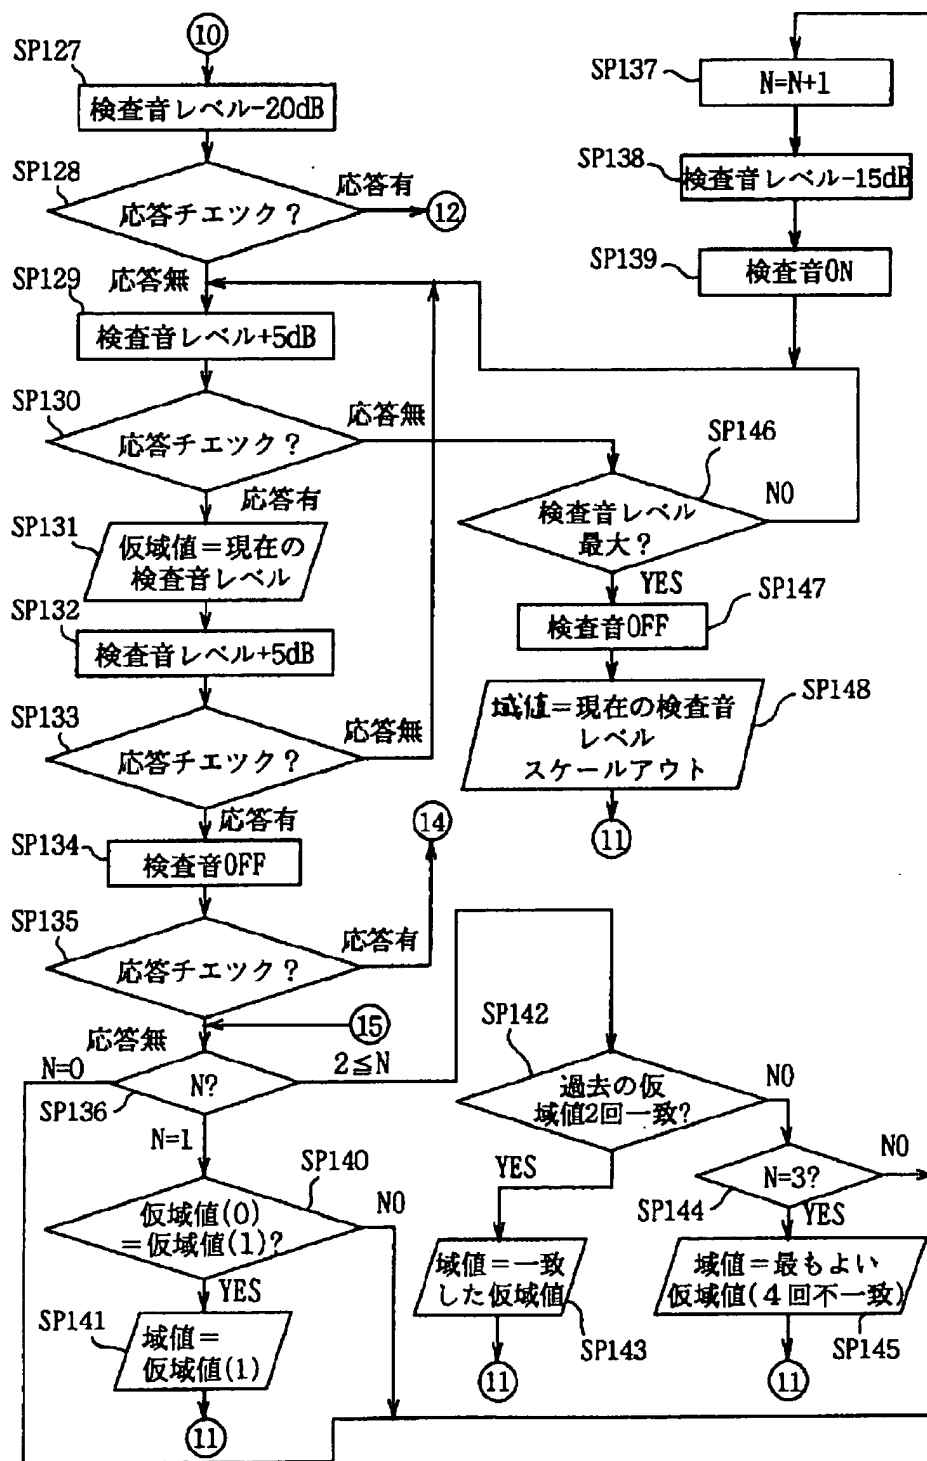 ⑩
SP127
検査音レベル-20dB
SP128
応答チエツク?
応答有
⑫
応答無
SP129
検査音レベル+5dB
SP130
応答チエツク?
応答無
応答有
SP131
仮域値=現在の
検査音レベル
SP132
検査音レベル+5dB
SP133
応答チエツク?
応答無
応答有
SP134
検査音OFF
⑭
SP135
応答チエツク?
応答有
応答無
⑮
N=0
N?
2≦N
SP136
N=1
SP140
仮域値(0)
=仮域値(1)?
NO
YES
SP141
域値=
仮域値(1)
⑪
SP137
N=N+1
SP138
検査音レベル-15dB
SP139
検査音ON
SP146
検査音レベル
最大?
NO
YES
SP147
検査音OFF
SP148
域値=現在の検査音
レベル
スケールアウト
⑪
SP142
過去の仮
域値2回一致?
NO
YES
N=3?
NO
SP144
YES
域値=一致
した仮域値
SP143
⑪
域値=最もよい
仮域値(4回不一致)
SP145
⑪